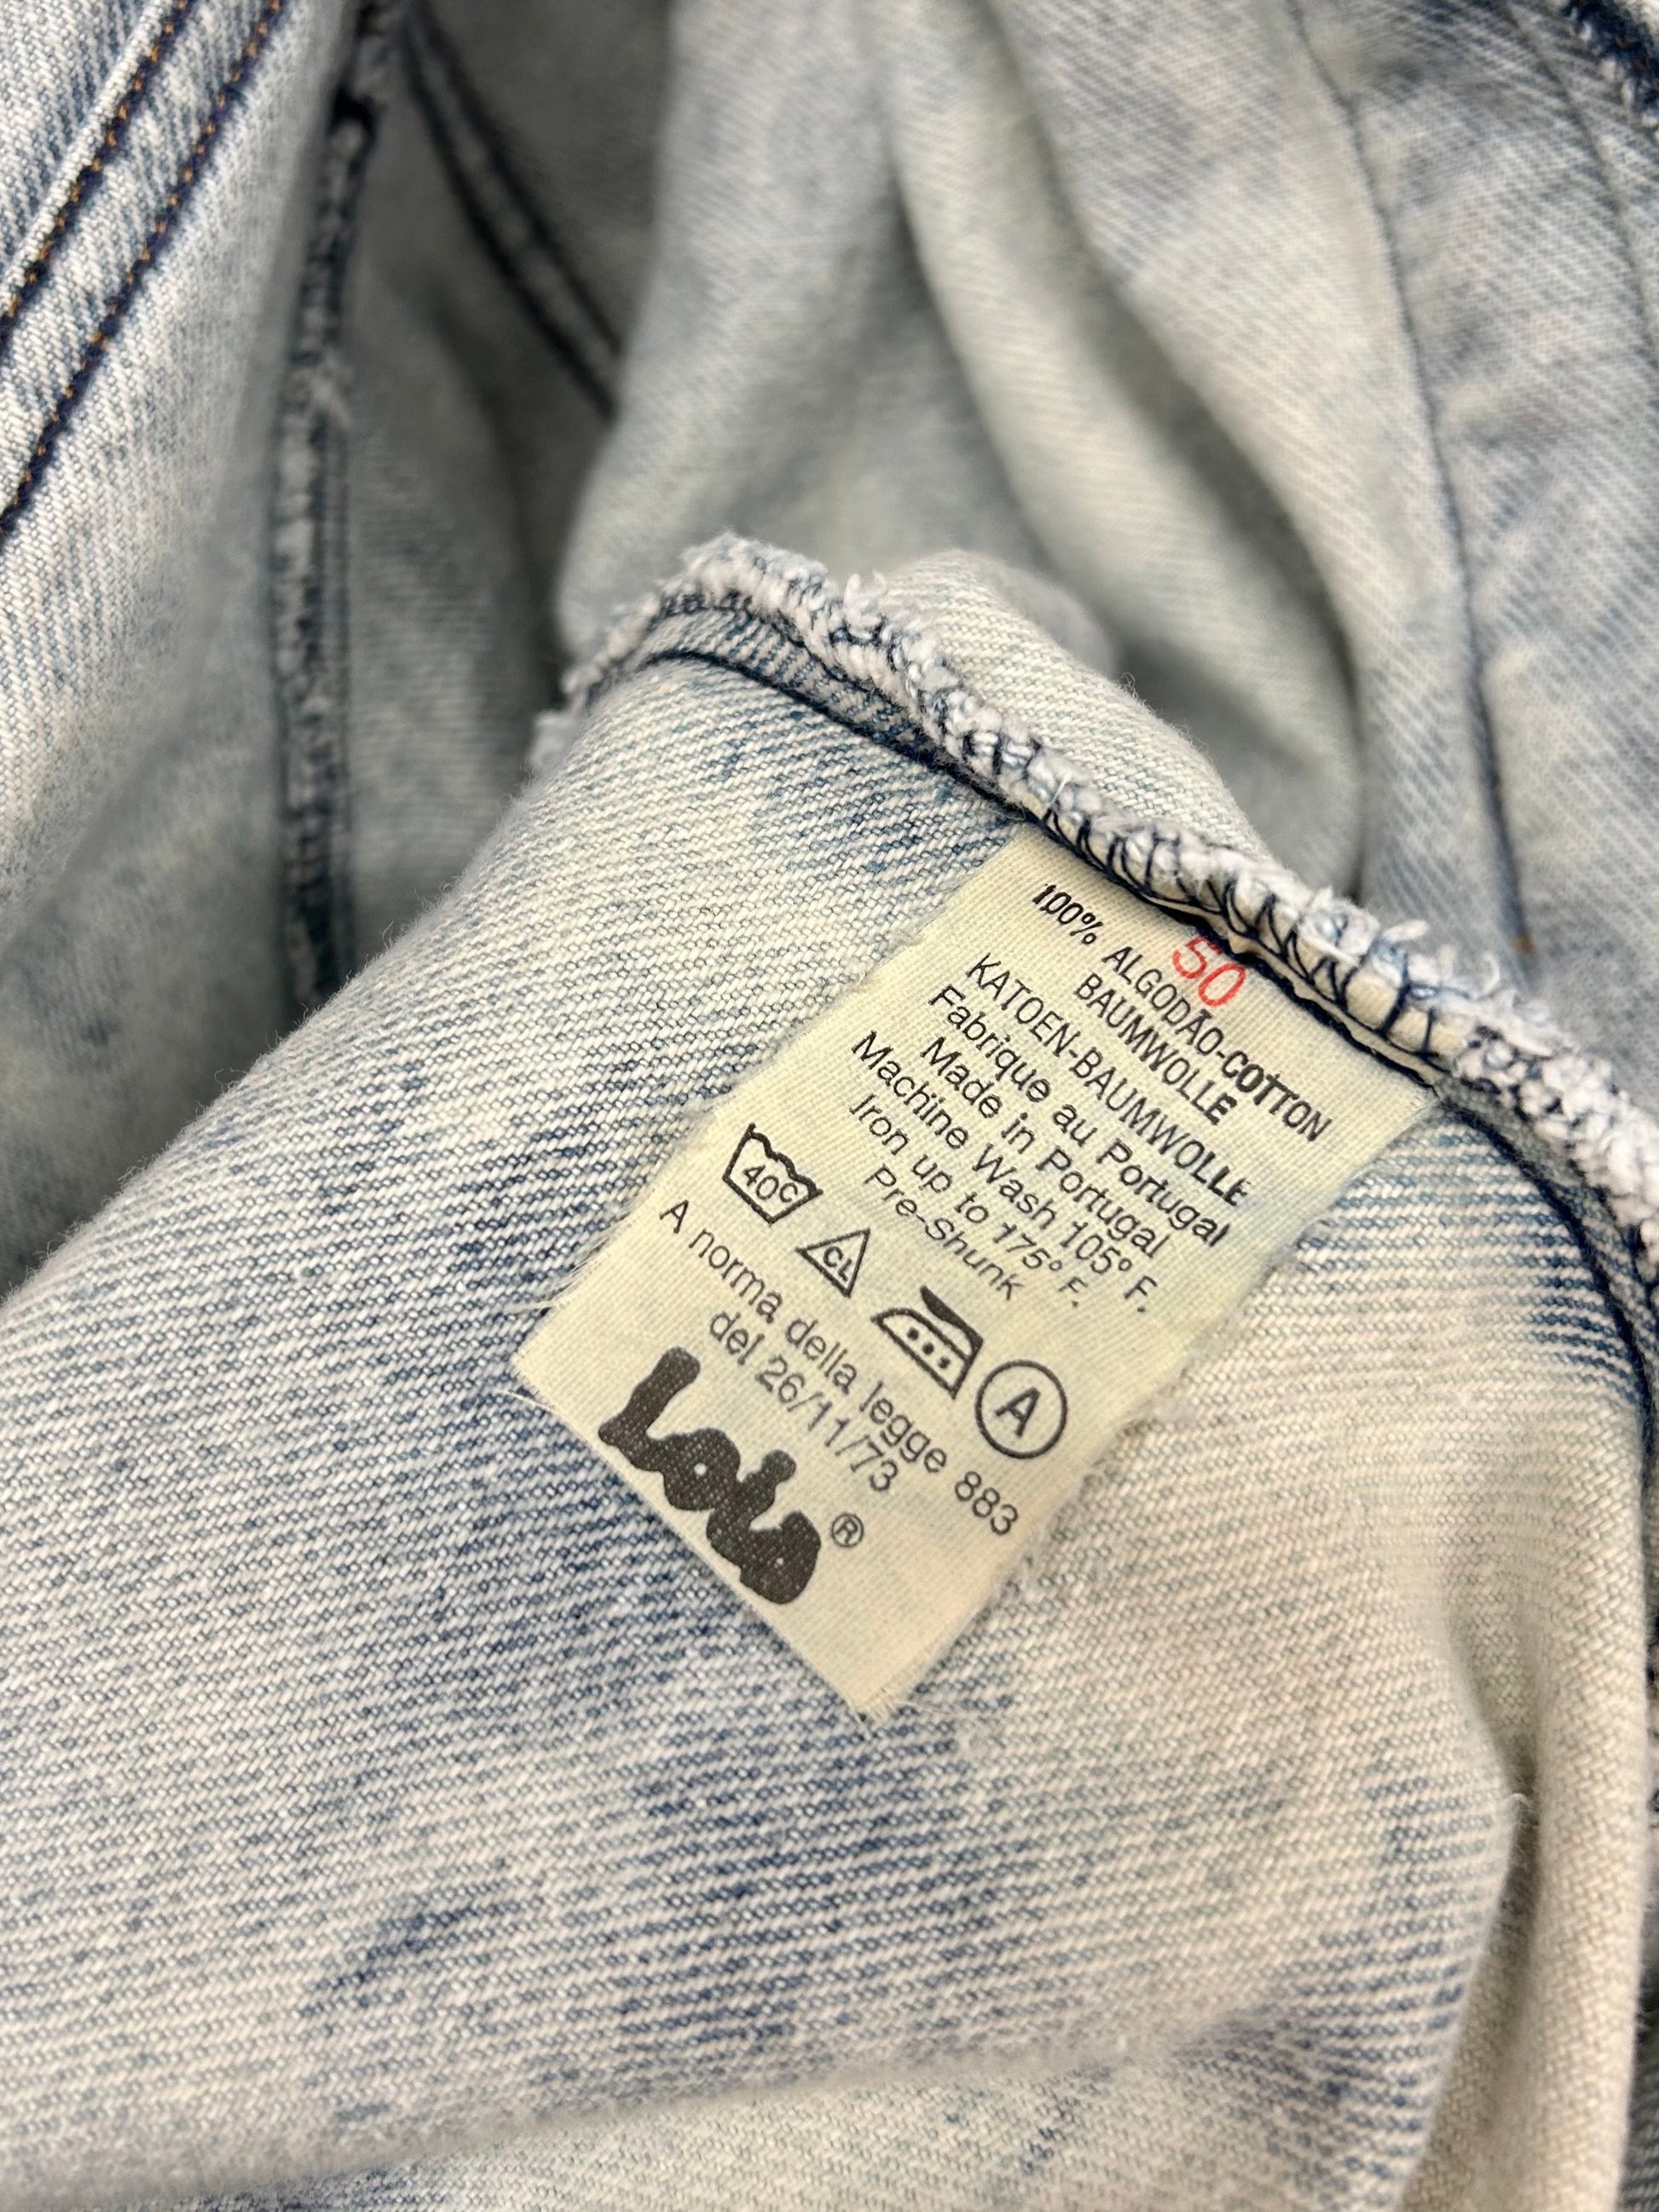 50
100% ALGODÃO-COTTON
BAUMWOLLE
KATOEN-BAUMWOLLE
Fabrique au Portugal
Made in Portugal
Machine Wash 105° F.
Iron up to 175° F.
Pre-Shunk
40C CL A
A norma della legge 883
del 26/11/73
Lois®